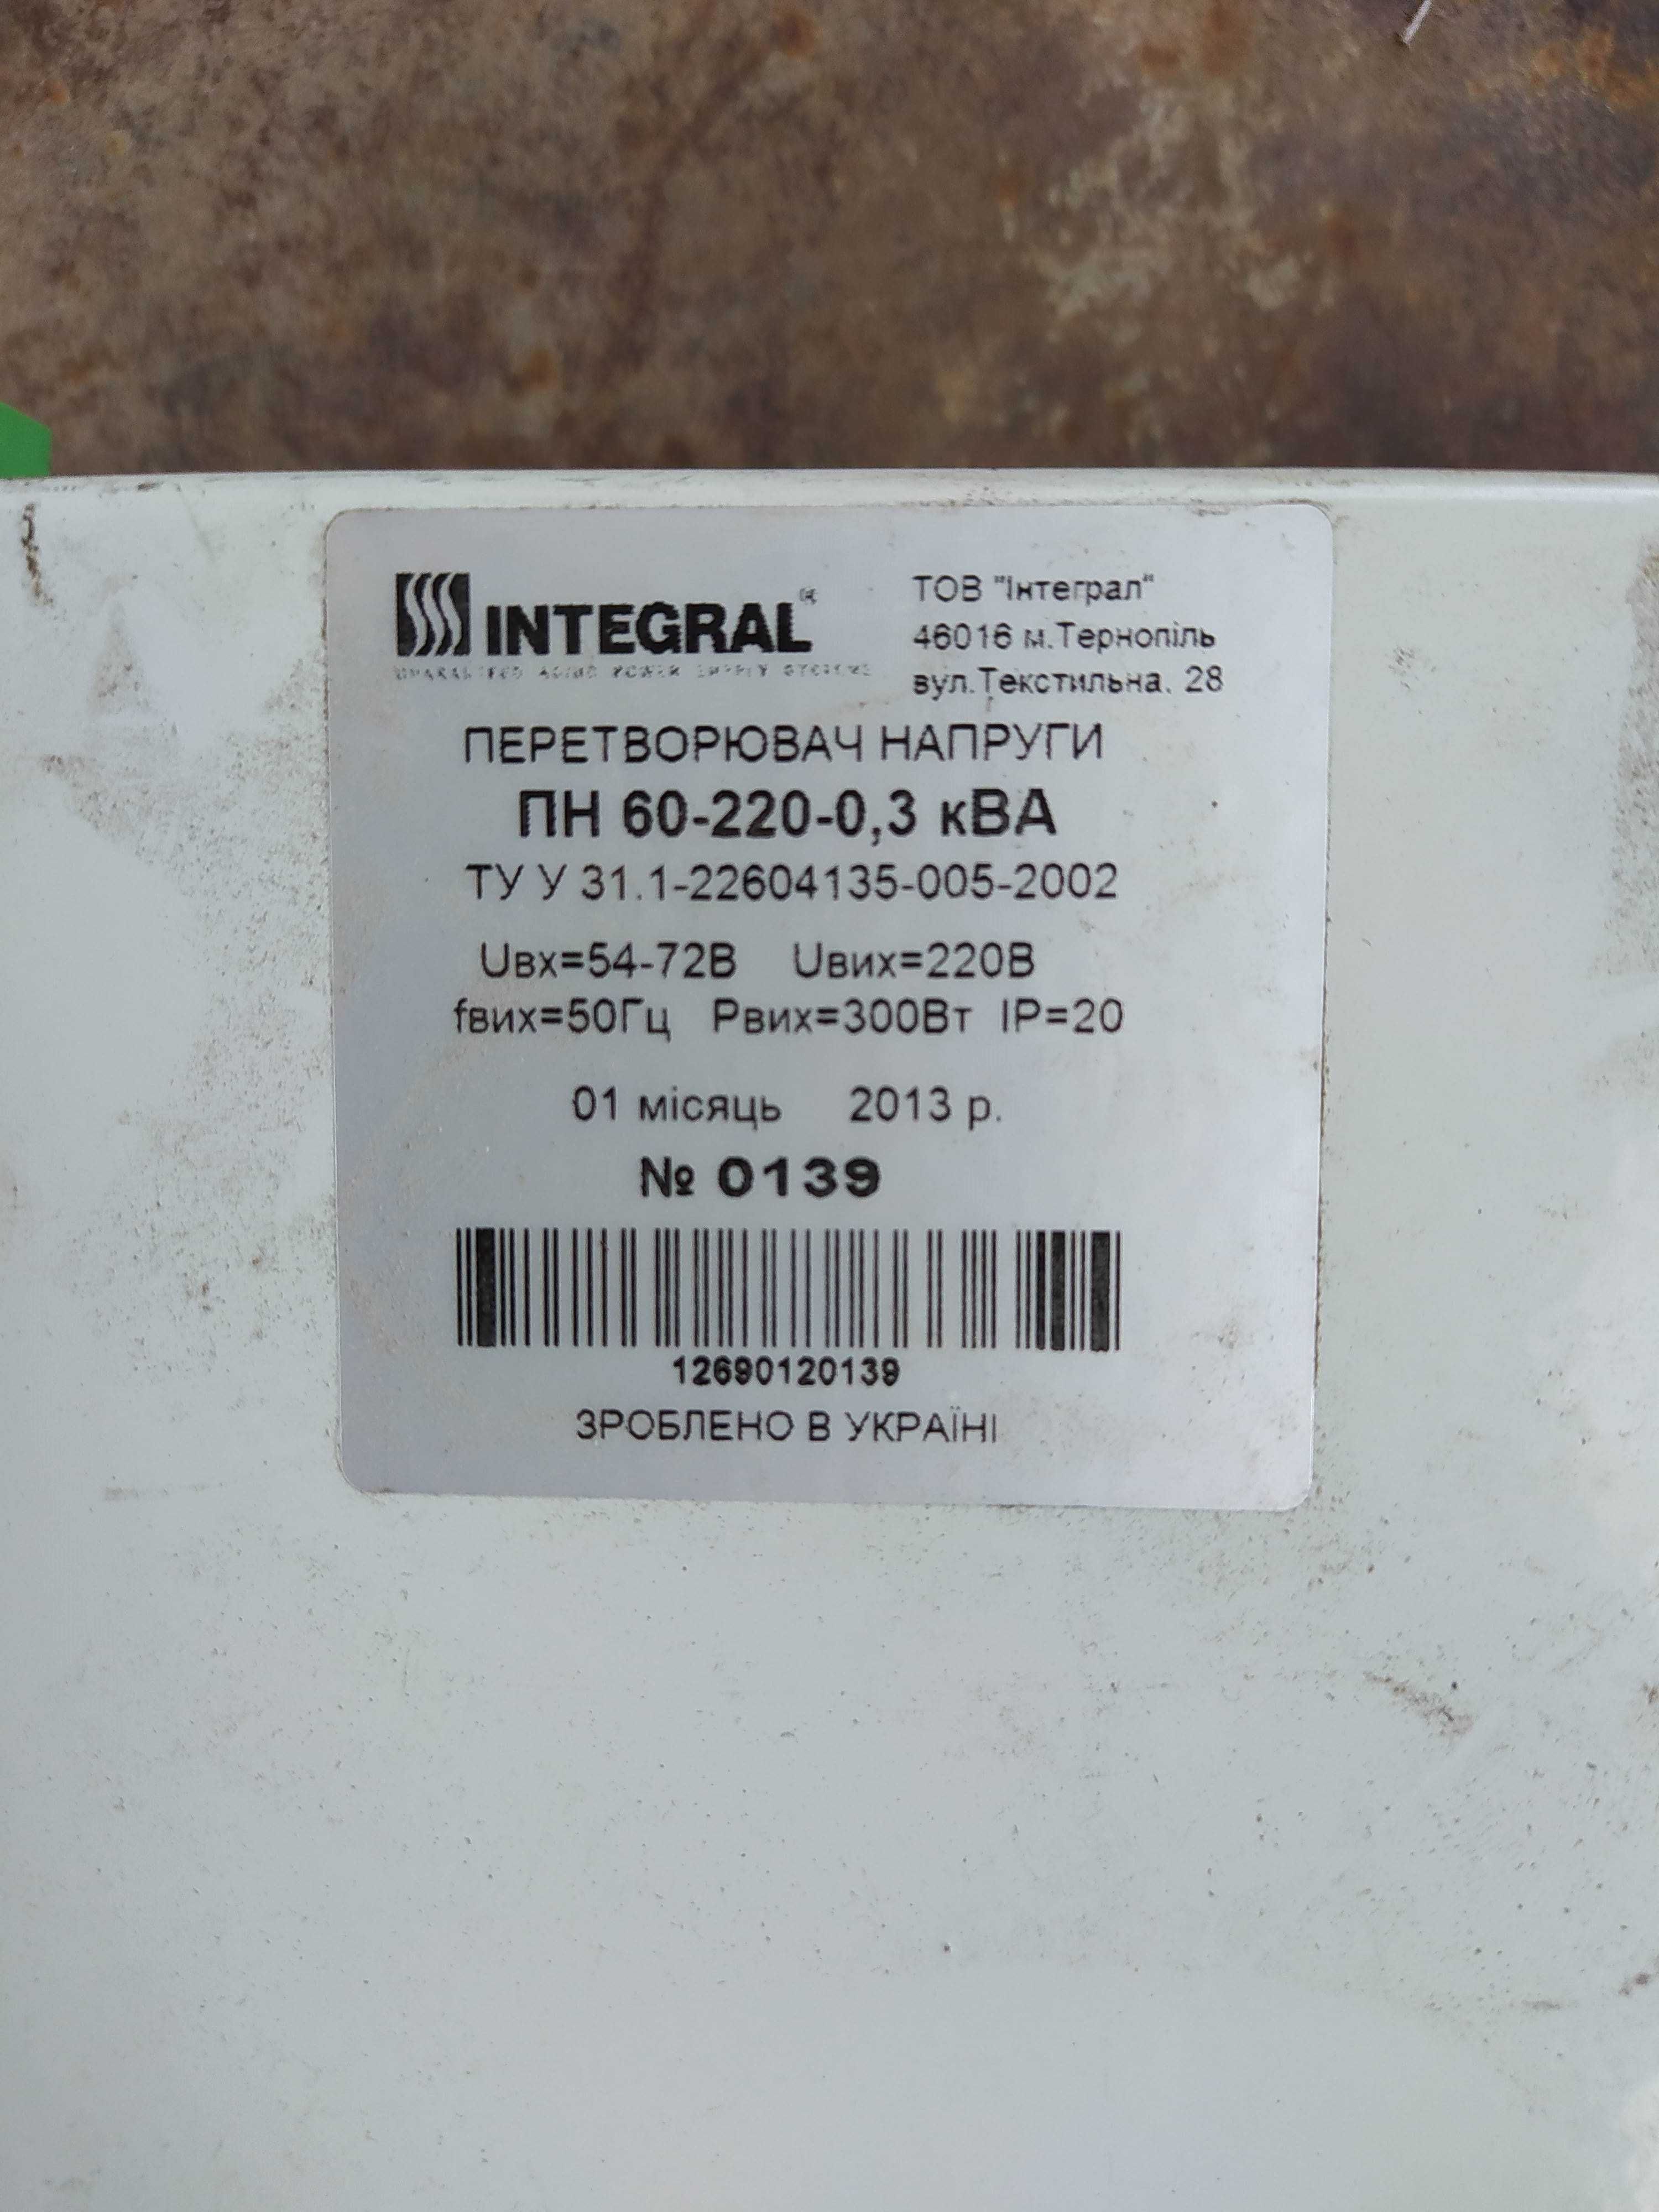 INTEGRAL®
ТОВ "Інтеграл"
46016 м.Тернопіль
вул.Текстильна, 28
ПЕРЕТВОРЮВАЧ НАПРУГИ
ПН 60-220-0,3 кВА
ТУ У 31.1-22604135-005-2002
Uвх=54-72В Uвих=220В
fвих=50Гц Рвих=300Вт ІР=20
01 місяць 2013 р.
№ 0139
12690120139
ЗРОБЛЕНО В УКРАЇНІ